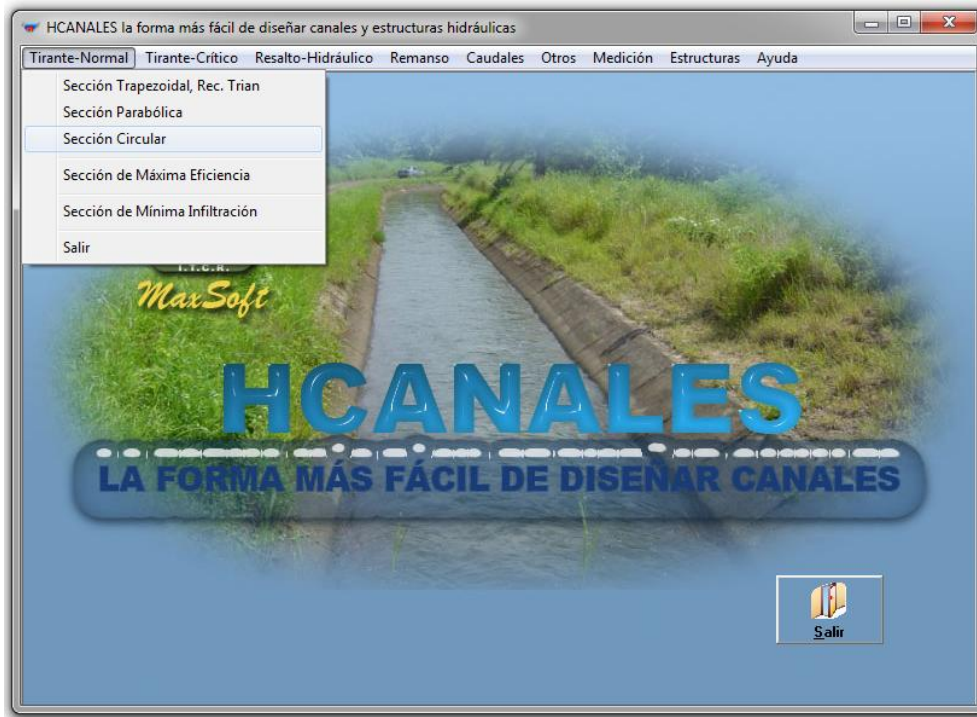 HCANALES la forma más fácil de diseñar canales y estructuras hidráulicas
Tirante-Normal Tirante-Crítico Resalto-Hidráulico Remanso Caudales Otros Medición Estructuras Ayuda
Sección Trapezoidal, Rec. Trian
Sección Parabólica
Sección Circular
Sección de Máxima Eficiencia
Sección de Mínima Infiltración
Salir
I.T.C.R.
MaxSoft
HCANALES
LA FORMA MÁS FÁCIL DE DISEÑAR CANALES
Salir